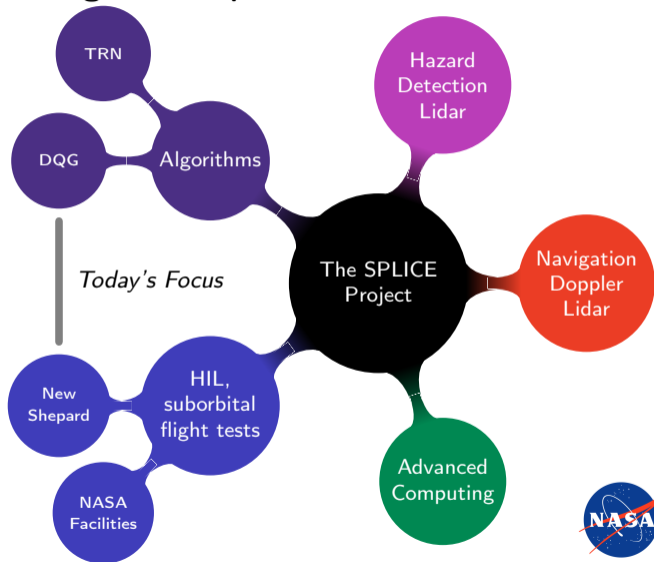 TRN
Hazard
Detection
Lidar
DQG
Algorithms
Navigation
Doppler
Lidar
The SPLICE
Project
Today's Focus
New
Shepard
HIL,
suborbital
flight tests
Advanced
Computing
NASA
Facilities
NASA